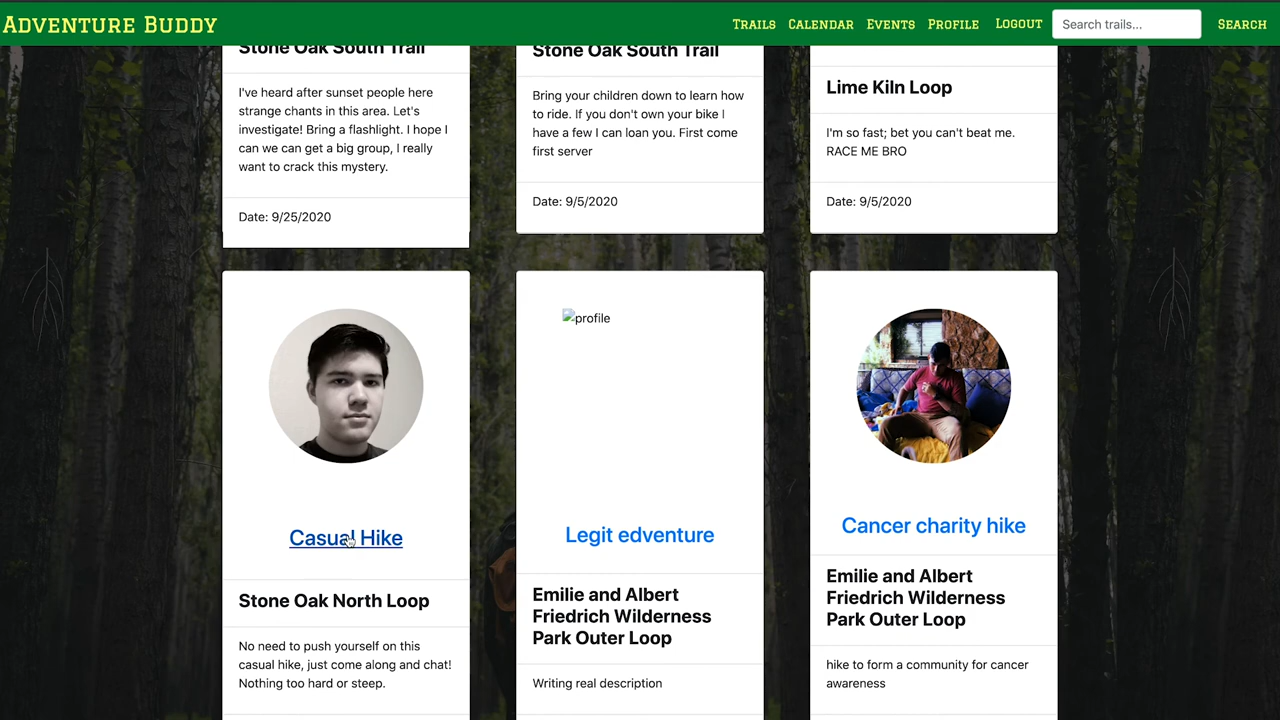 Adventure Buddy
Trails Calendar Events Profile Logout Search trails... Search
Stone Oak South Trail
I've heard after sunset people here
strange chants in this area. Let's
investigate! Bring a flashlight. I hope I
can we can get a big group, I really
want to crack this mystery.
Date: 9/25/2020
Stone Oak South Trail
Bring your children down to learn how
to ride. If you don't own your bike I
have a few I can loan you. First come
first server
Date: 9/5/2020
Lime Kiln Loop
I'm so fast; bet you can't beat me.
RACE ME BRO
Date: 9/5/2020
Casual Hike
Stone Oak North Loop
No need to push yourself on this
casual hike, just come along and chat!
Nothing too hard or steep.
profile
Legit edventure
Emilie and Albert
Friedrich Wilderness
Park Outer Loop
Writing real description
Cancer charity hike
Emilie and Albert
Friedrich Wilderness
Park Outer Loop
hike to form a community for cancer
awareness